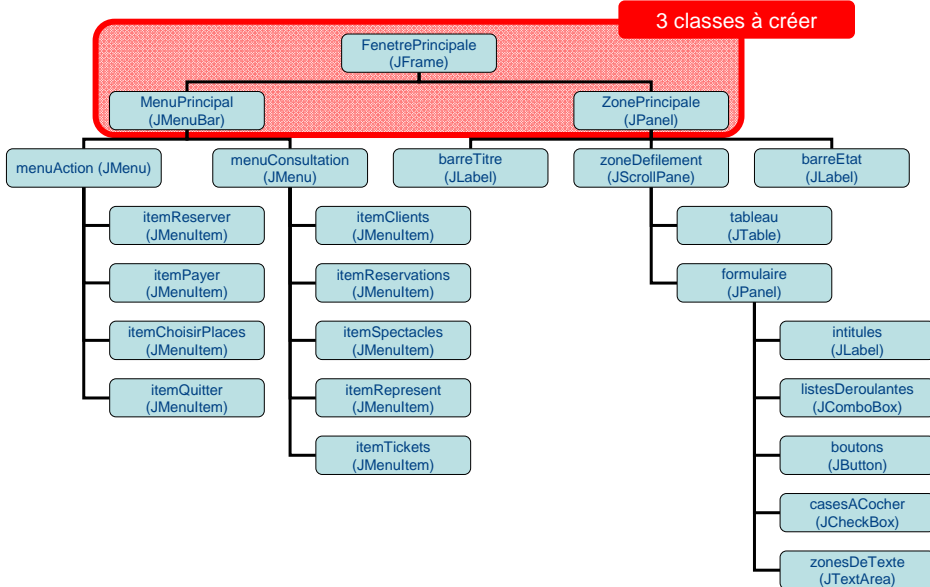 3 classes à créer
FenetrePrincipale
(JFrame)
MenuPrincipal
(JMenuBar)
ZonePrincipale
(JPanel)
menuAction (JMenu)
menuConsultation
(JMenu)
barreTitre
(JLabel)
zoneDefilement
(JScrollPane)
barreEtat
(JLabel)
itemReserver
(JMenuItem)
itemPayer
(JMenuItem)
itemChoisirPlaces
(JMenuItem)
itemQuitter
(JMenuItem)
itemClients
(JMenuItem)
itemReservations
(JMenuItem)
itemSpectacles
(JMenuItem)
itemRepresent
(JMenuItem)
itemTickets
(JMenuItem)
tableau
(JTable)
formulaire
(JPanel)
intitules
(JLabel)
listesDeroulantes
(JComboBox)
boutons
(JButton)
casesACocher
(JCheckBox)
zonesDeTexte
(JTextArea)